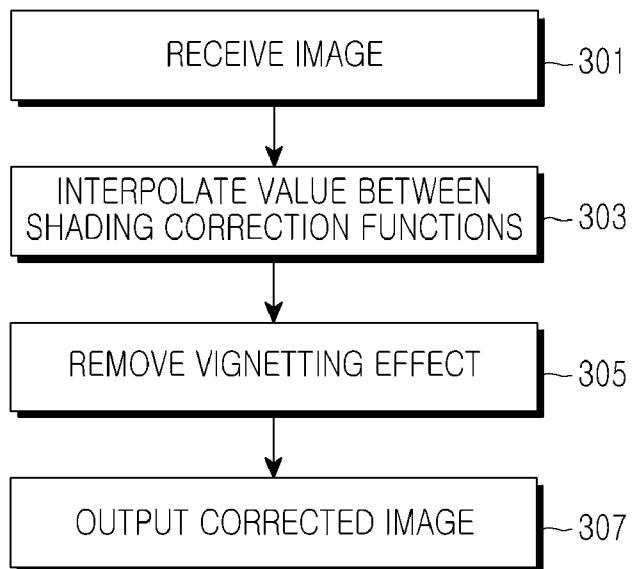 RECEIVE IMAGE
301
INTERPOLATE VALUE BETWEEN
SHADING CORRECTION FUNCTIONS
303
REMOVE VIGNETTING EFFECT
305
OUTPUT CORRECTED IMAGE
307